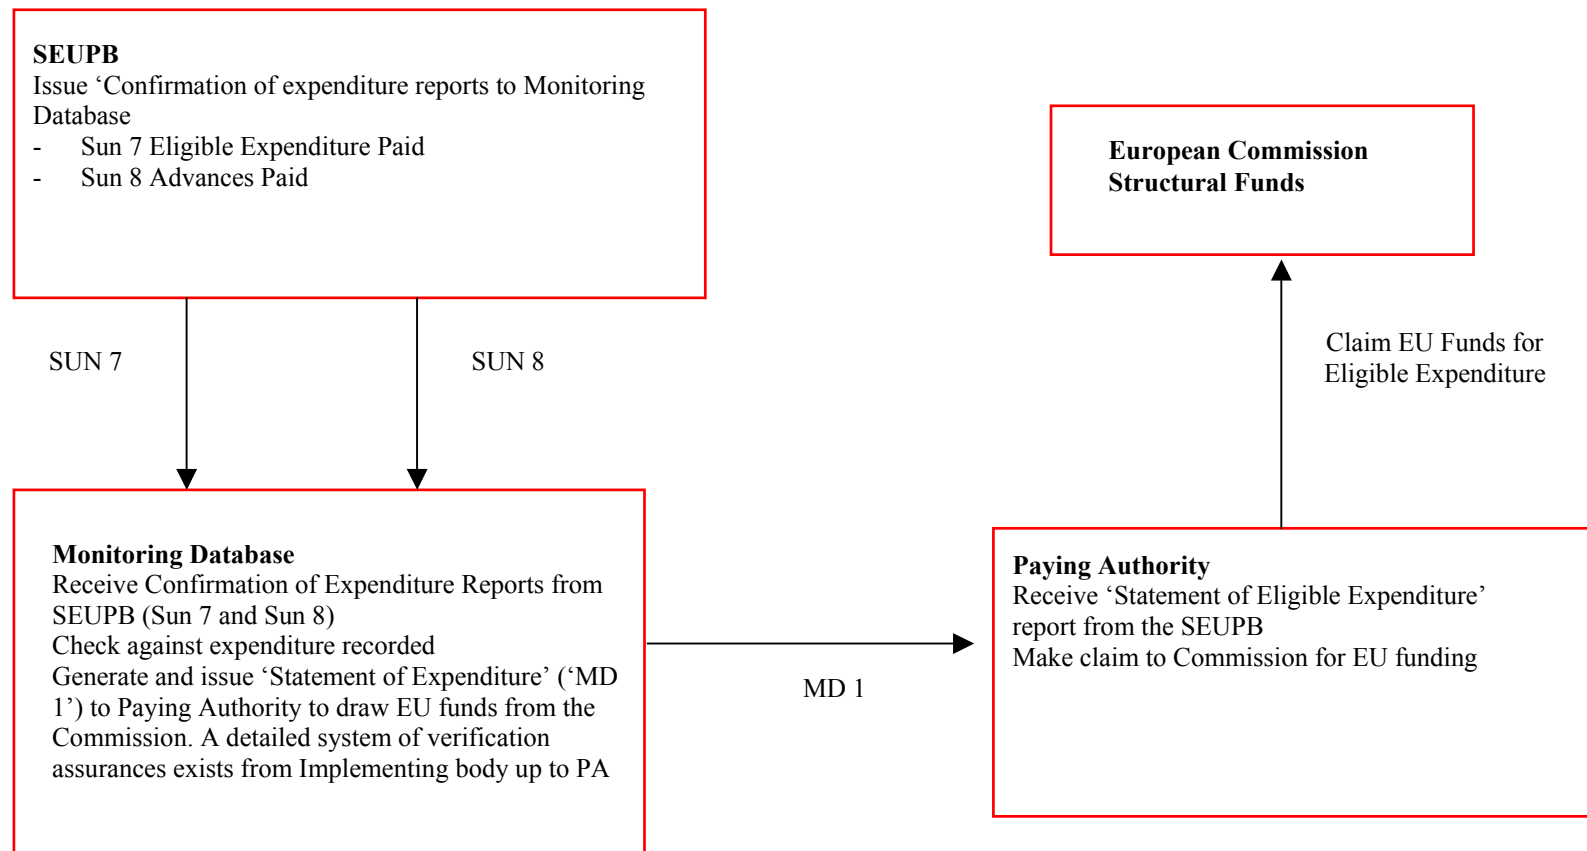 SEUPB
Issue ‘Confirmation of expenditure reports to Monitoring
Database
- Sun 7 Eligible Expenditure Paid
- Sun 8 Advances Paid
European Commission
Structural Funds
SUN 7
SUN 8
Claim EU Funds for
Eligible Expenditure
Monitoring Database
Receive Confirmation of Expenditure Reports from
SEUPB (Sun 7 and Sun 8)
Check against expenditure recorded
Generate and issue ‘Statement of Expenditure’ (‘MD
1’) to Paying Authority to draw EU funds from the
Commission. A detailed system of verification
assurances exists from Implementing body up to PA
MD 1
Paying Authority
Receive ‘Statement of Eligible Expenditure’
report from the SEUPB
Make claim to Commission for EU funding